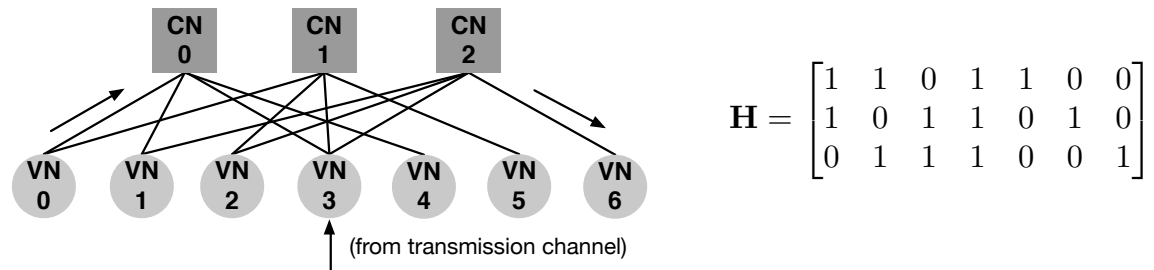 CN CN CN
0 1 2
H = [1 1 0 1 1 0 0
1 0 1 1 0 1 0
0 1 1 1 0 0 1]
VN VN VN VN VN VN VN
0 1 2 3 4 5 6
(from transmission channel)